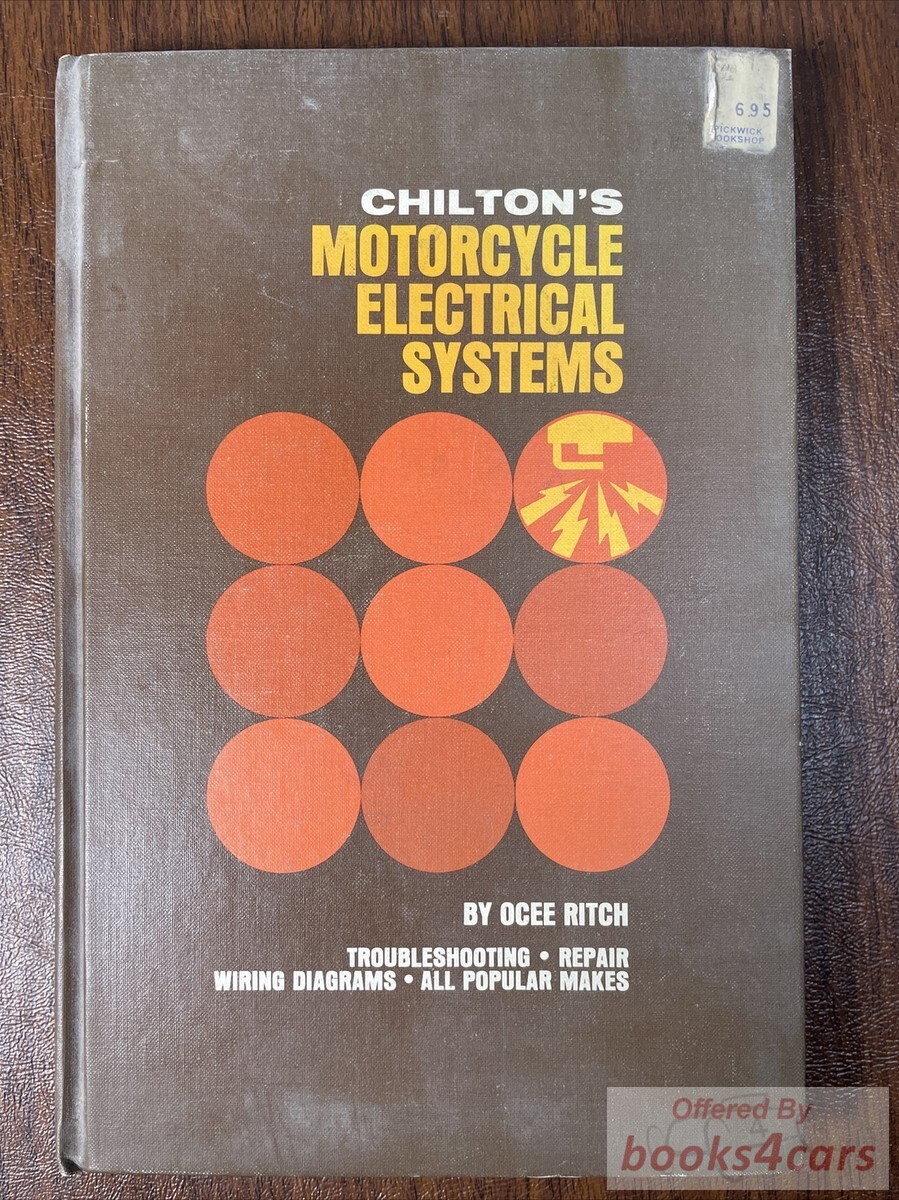 6.95
PICKWICK
BOOKSHOP
CHILTON'S
MOTORCYCLE
ELECTRICAL
SYSTEMS
BY OCEE RITCH
TROUBLESHOOTING • REPAIR
WIRING DIAGRAMS • ALL POPULAR MAKES
Offered By
books4cars